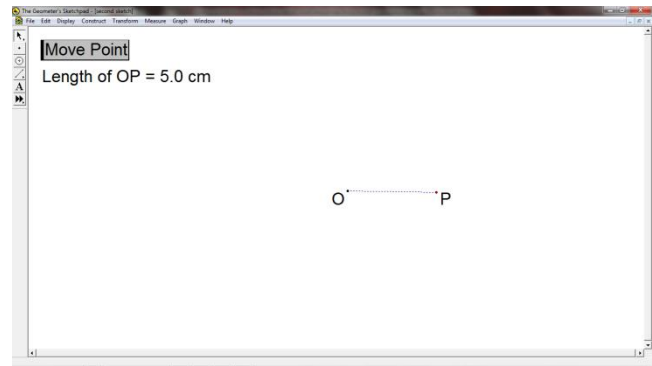 The Geometer's Sketchpad - [second sketch]
File Edit Display Construct Transform Measure Graph Window Help
Move Point
Length of OP = 5.0 cm
A
O P